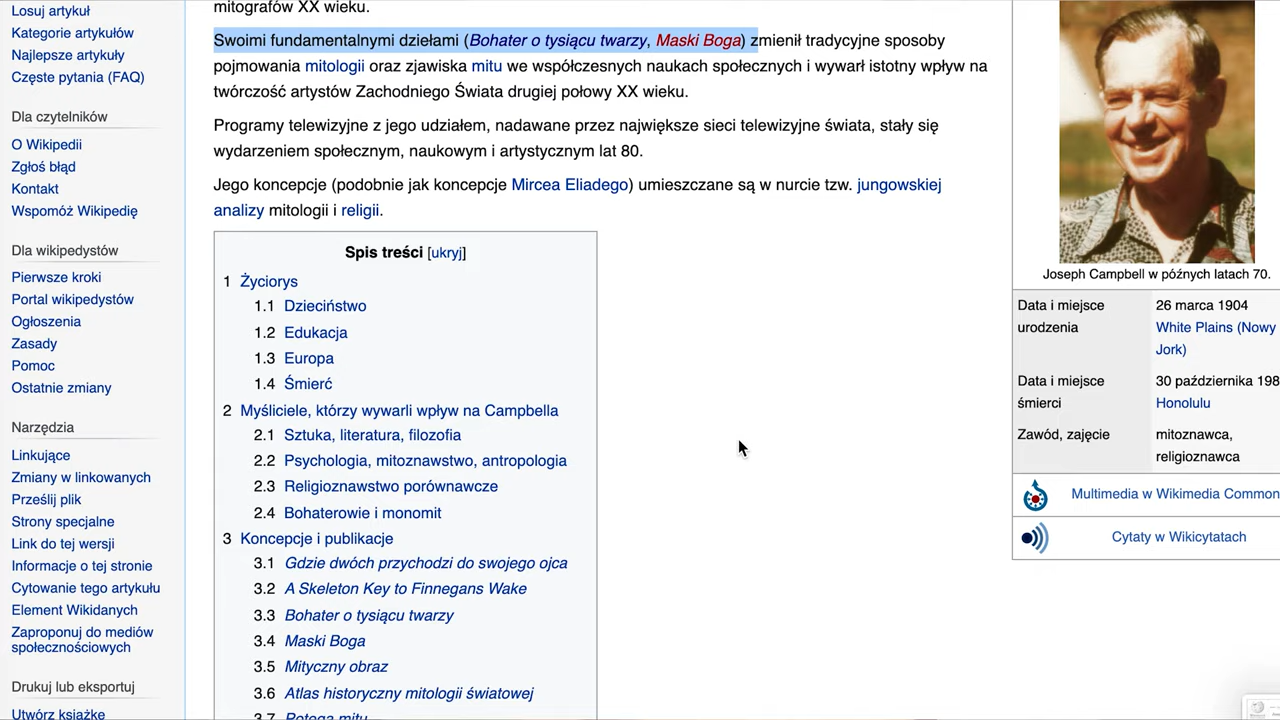 Losuj artykuł
Kategorie artykułów
Najlepsze artykuły
Częste pytania (FAQ)
Dla czytelników
O Wikipedii
Zgłoś błąd
Kontakt
Wspomóż Wikipedię
Dla wikipedystów
Pierwsze kroki
Portal wikipedystów
Ogłoszenia
Zasady
Pomoc
Ostatnie zmiany
Narzędzia
Linkujące
Zmiany w linkowanych
Prześlij plik
Strony specjalne
Link do tej wersji
Informacje o tej stronie
Cytowanie tego artykułu
Element Wikidanych
Zaproponuj do mediów
społecznościowych
Drukuj lub eksportuj
Utwórz książkę
mitografów XX wieku.
Swoimi fundamentalnymi dziełami (Bohater o tysiącu twarzy, Maski Boga) zmienił tradycyjne sposoby
pojmowania mitologii oraz zjawiska mitu we współczesnych naukach społecznych i wywarł istotny wpływ na
twórczość artystów Zachodniego Świata drugiej połowy XX wieku.
Programy telewizyjne z jego udziałem, nadawane przez największe sieci telewizyjne świata, stały się
wydarzeniem społecznym, naukowym i artystycznym lat 80.
Jego koncepcje (podobnie jak koncepcje Mircea Eliadego) umieszczane są w nurcie tzw. jungowskiej
analizy mitologii i religii.
Spis treści [ukryj]
1 Życiorys
1.1 Dzieciństwo
1.2 Edukacja
1.3 Europa
1.4 Śmierć
2 Myśliciele, którzy wywarli wpływ na Campbella
2.1 Sztuka, literatura, filozofia
2.2 Psychologia, mitoznawstwo, antropologia
2.3 Religioznawstwo porównawcze
2.4 Bohaterowie i monomit
3 Koncepcje i publikacje
3.1 Gdzie dwóch przychodzi do swojego ojca
3.2 A Skeleton Key to Finnegans Wake
3.3 Bohater o tysiącu twarzy
3.4 Maski Boga
3.5 Mityczny obraz
3.6 Atlas historyczny mitologii światowej
3.7 Potęga mitu
Joseph Campbell w późnych latach 70.
Data i miejsce
urodzenia
26 marca 1904
White Plains (Nowy
Jork)
Data i miejsce
śmierci
30 października 198
Honolulu
Zawód, zajęcie
mitoznawca,
religioznawca
Multimedia w Wikimedia Common
Cytaty w Wikicytatach